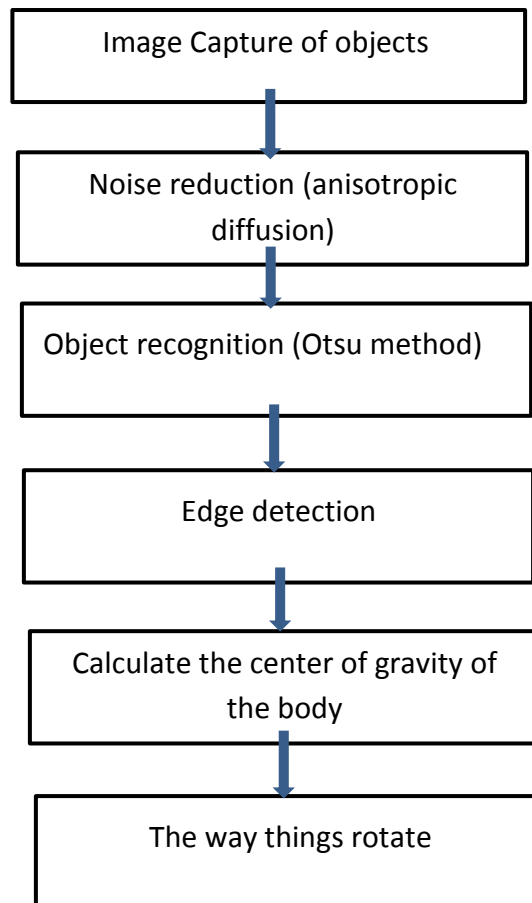 Image Capture of objects
Noise reduction (anisotropic
diffusion)
Object recognition (Otsu method)
Edge detection
Calculate the center of gravity of
the body
The way things rotate